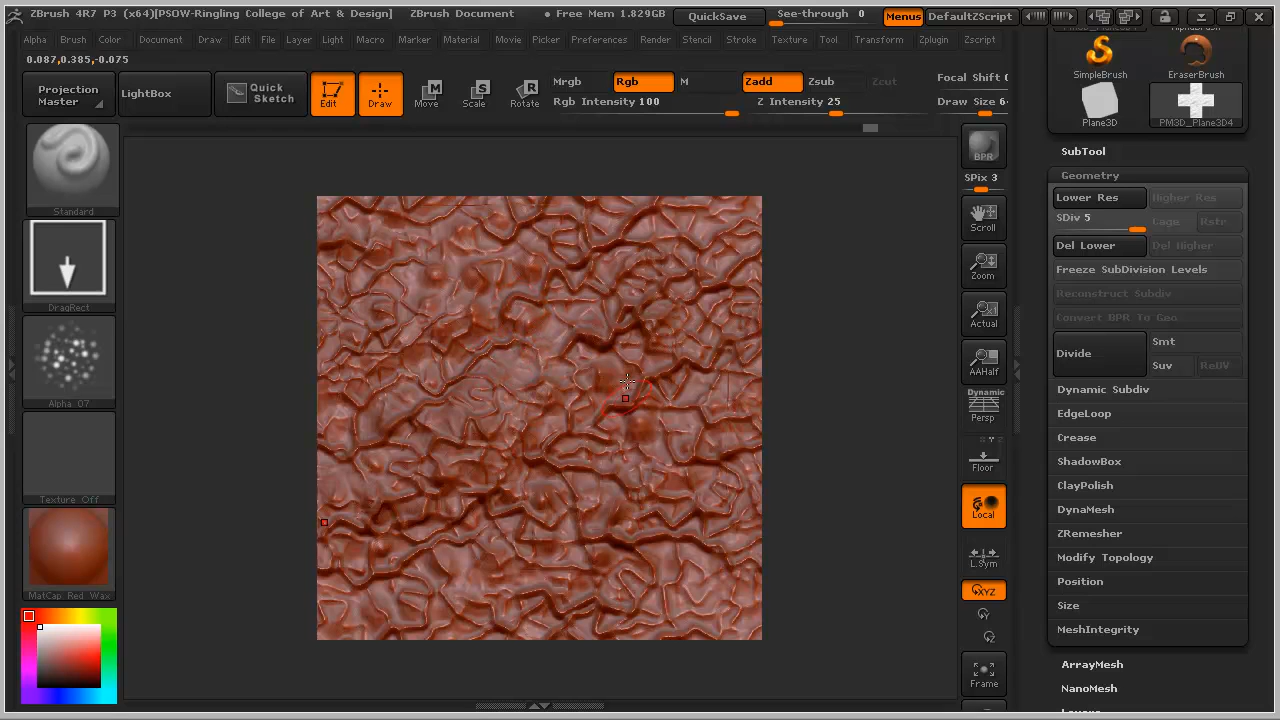 ZBrush 4R7 P3 (x64)[PSOW-Ringling College of Art & Design] ZBrush Document • Free Mem 1.829GB QuickSave See-through 0 Menus DefaultZScript
Alpha Brush Color Document Draw Edit File Layer Light Macro Marker Material Movie Picker Preferences Render Stencil Stroke Texture Tool Transform Zplugin Zscript
0.087,0.385,-0.075
Projection Master
LightBox
Quick Sketch
Edit
Draw
Move
Scale
Rotate
Mrgb Rgb M Zadd Zsub Zcut
Rgb Intensity 100 Z Intensity 25
Focal Shift 0
Draw Size 6
Standard
DragRect
Alpha 07
Texture Off
MatCap Red Wax
BPR
SPix 3
Scroll
Zoom
Actual
AAHalf
Dynamic
Persp
Floor
Local
L.Sym
XYZ
Y
Z
Frame
SimpleBrush
EraserBrush
Plane3D
PM3D_Plane3D4
SubTool
Geometry
Lower Res Higher Res
SDiv 5 Cage Rstr
Del Lower Del Higher
Freeze SubDivision Levels
Reconstruct Subdiv
Convert BPR To Geo
Divide Smt
Suv ReUV
Dynamic Subdiv
EdgeLoop
Crease
ShadowBox
ClayPolish
DynaMesh
ZRemesher
Modify Topology
Position
Size
MeshIntegrity
ArrayMesh
NanoMesh